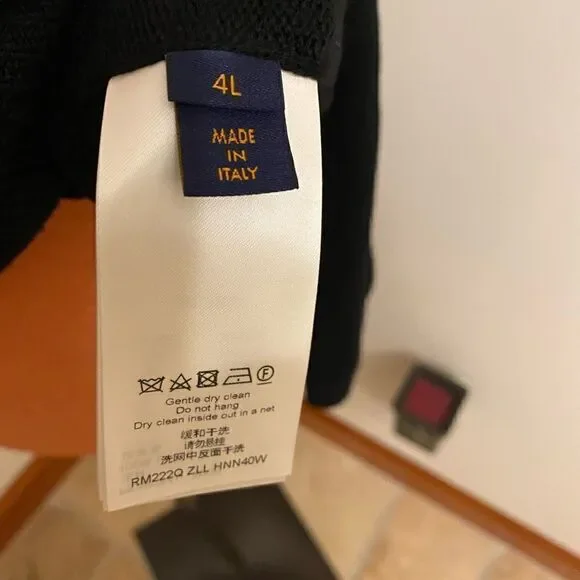 4L
MADE
IN
ITALY
F
Gentle dry clean
Do not hang
Dry clean inside out in a net
缓和干洗
请勿悬挂
洗网中反面干洗
RM222Q ZLL HNN40W